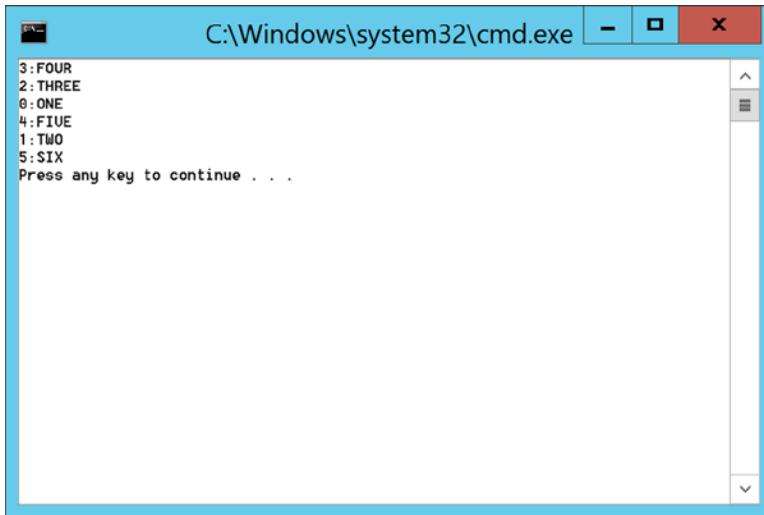 C:\Windows\system32\cmd.exe
3:FOUR
2:THREE
0:ONE
4:FIVE
1:TWO
5:SIX
Press any key to continue . . .